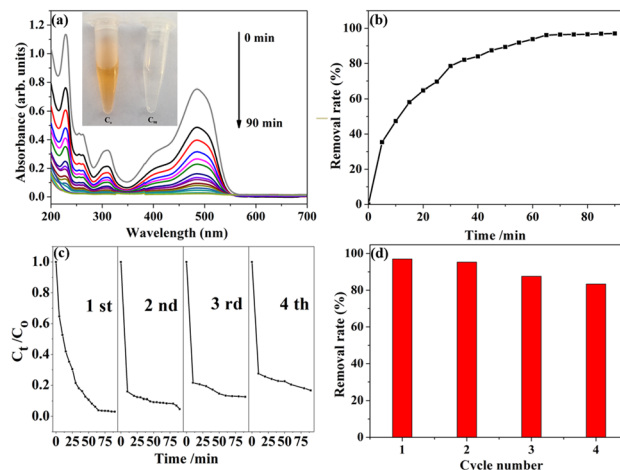 (a)
0 min
90 min
C₀
C₉₀
Absorbance (arb. units)
1.2
1.0
0.8
0.6
0.4
0.2
0.0
200 300 400 500 600 700
Wavelength (nm)
(b)
Removal rate (%)
100
80
60
40
20
0
0 20 40 60 80
Time /min
(c)
1 st 2 nd 3 rd 4 th
Ct /Co
1.0
0.8
0.6
0.4
0.2
0.0
0 25 50 75 0 25 50 75 0 25 50 75 0 25 50 75
Time /min
(d)
Removal rate (%)
100
80
60
40
20
0
1 2 3 4
Cycle number